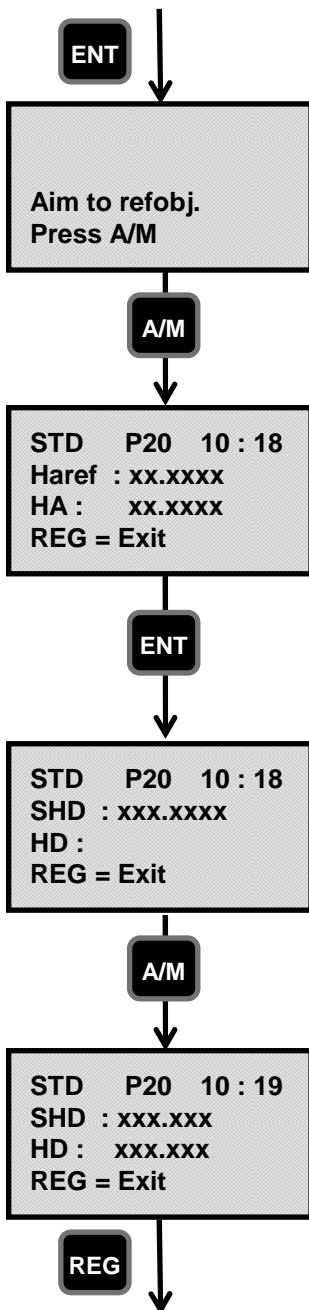 ENT
Aim to refobj.
Press A/M
A/M
STD P20 10 : 18
Haref : xx.xxxx
HA : xx.xxxx
REG = Exit
ENT
STD P20 10 : 18
SHD : xxx.xxxx
HD :
REG = Exit
A/M
STD P20 10 : 19
SHD : xxx.xxx
HD : xxx.xxx
REG = Exit
REG